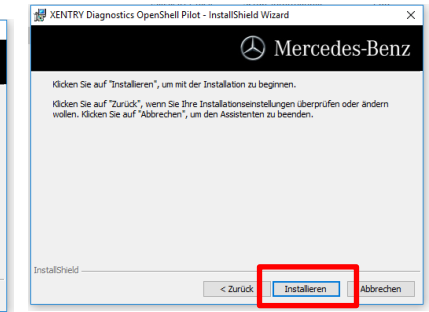 XENTRY Diagnostics OpenShell Pilot - InstallShield Wizard
Mercedes-Benz
Klicken Sie auf "Installieren", um mit der Installation zu beginnen.
Klicken Sie auf "Zurück", wenn Sie Ihre Installationseinstellungen überprüfen oder ändern
wollen. Klicken Sie auf "Abbrechen", um den Assistenten zu beenden.
InstallShield
< Zurück Installieren Abbrechen